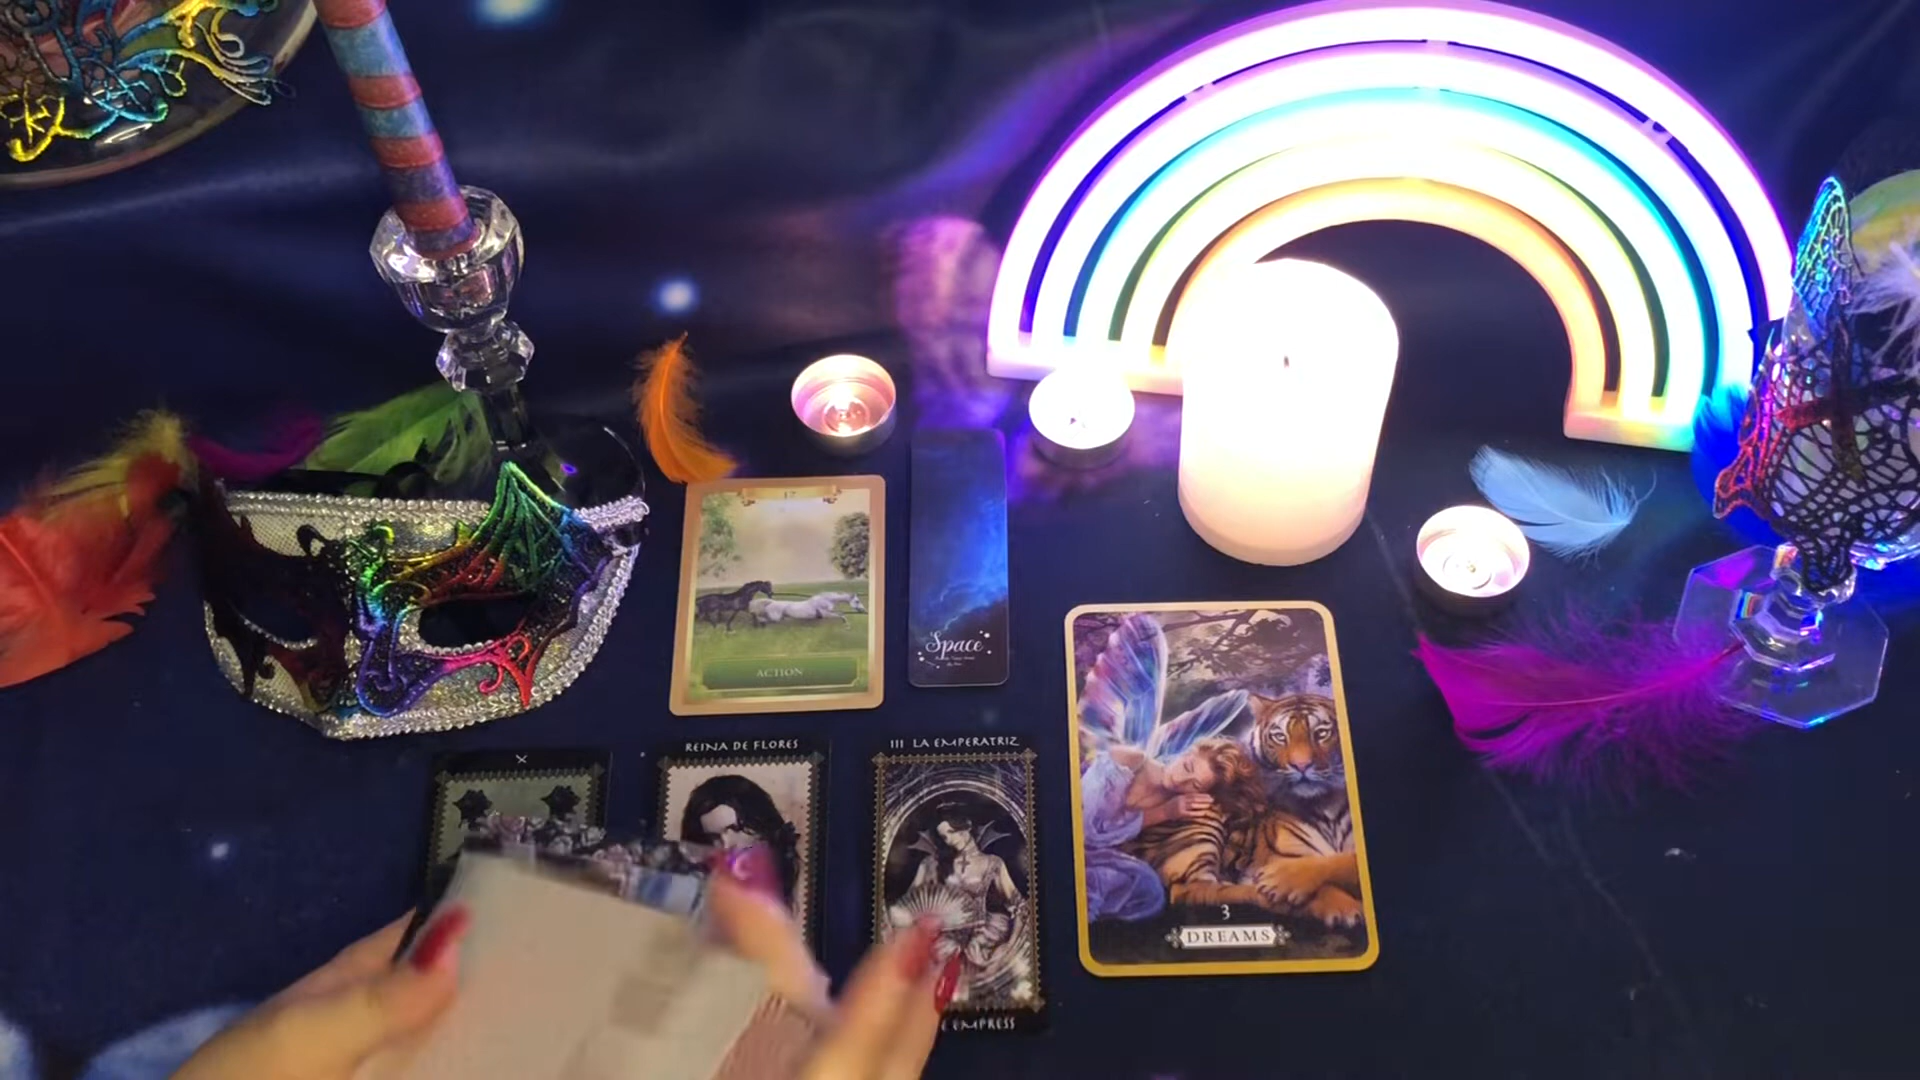 17
ACTION
Space
X
REINA DE FLORES
III LA EMPERATRIZ
EMPRESS
3
DREAMS